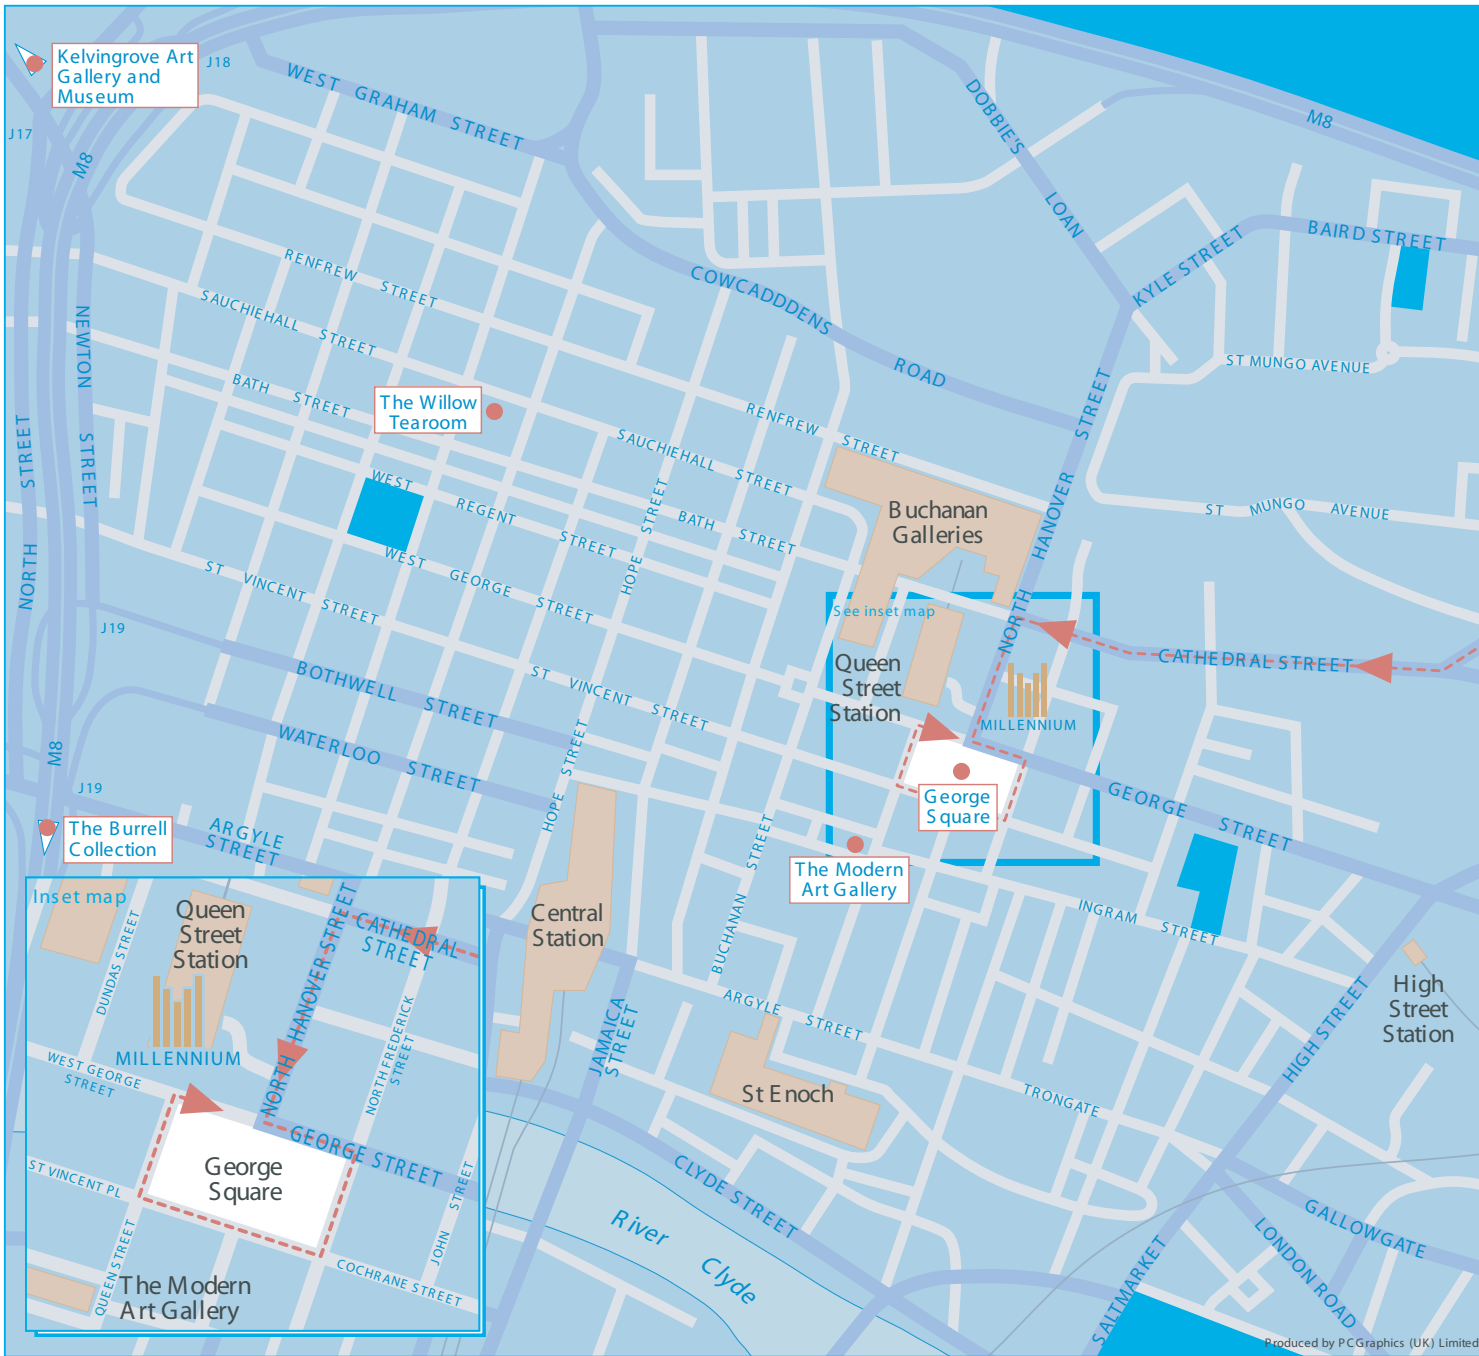 Kelvingrove Art
Gallery and
Museum
J18
J17
M8
WEST GRAHAM STREET
DOBBIE'S LOAN
M8
KYLE STREET
BAIRD STREET
ST MUNGO AVENUE
ST MUNGO AVENUE
RENFREW STREET
SAUCHIEHALL STREET
BATH STREET
The Willow
Tearoom
COWCADDDENS ROAD
RENFREW STREET
SAUCHIEHALL STREET
BATH STREET
NEWTON STREET
NORTH STREET
NORTH
WEST REGENT STREET
WEST GEORGE STREET
ST VINCENT STREET
HOPE STREET
Buchanan
Galleries
NORTH HANOVER STREET
See inset map
CATHEDRAL STREET
Queen
Street
Station
MILLENNIUM
J19
BOTHWELL STREET
WATERLOO STREET
ST VINCENT STREET
HOPE STREET
M8
J19
The Burrell
Collection
ARGYLE
STREET
George
Square
GEORGE STREET
The Modern
Art Gallery
BUCHANAN STREET
INGRAM STREET
Central
Station
ARGYLE STREET
JAMAICA
STREET
St Enoch
TRONGATE
HIGH STREET
High
Street
Station
CLYDE STREET
River Clyde
SALTMARKET
GALLOWGATE
LONDON ROAD
Inset map
Queen
Street
Station
DUNDAS STREET
MILLENNIUM
CATHEDRAL
STREET
NORTH HANOVER STREET
NORTH FREDERICK
STREET
WEST GEORGE
STREET
GEORGE STREET
George
Square
ST VINCENT PL
QUEEN STREET
JOHN STREET
COCHRANE STREET
The Modern
Art Gallery
Produced by PCGraphics (UK) Limited